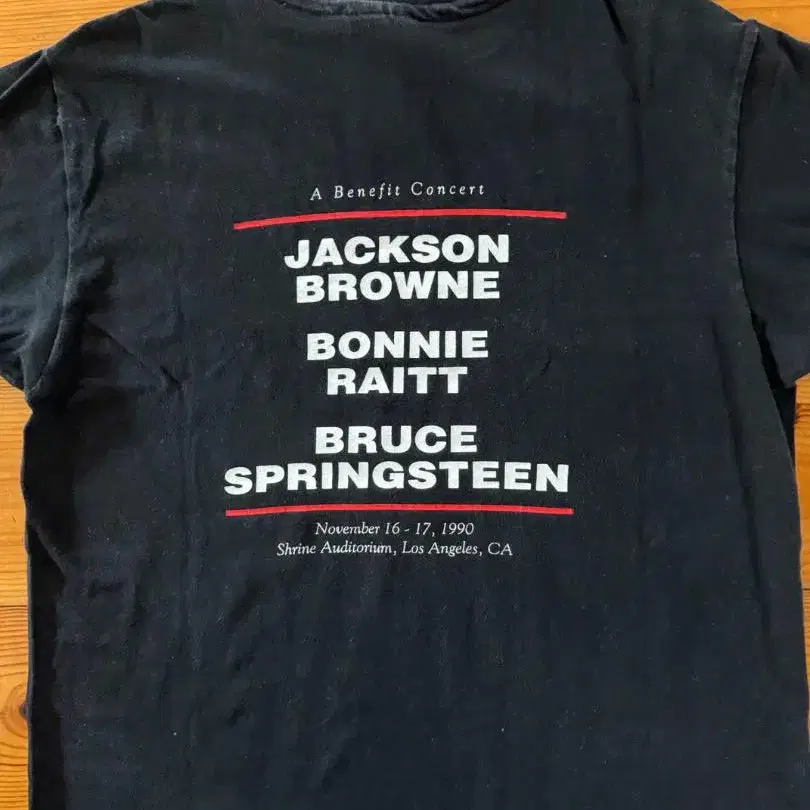 A Benefit Concert
JACKSON
BROWNE
BONNIE
RAITT
BRUCE
SPRINGSTEEN
November 16 - 17, 1990
Shrine Auditorium, Los Angeles, CA